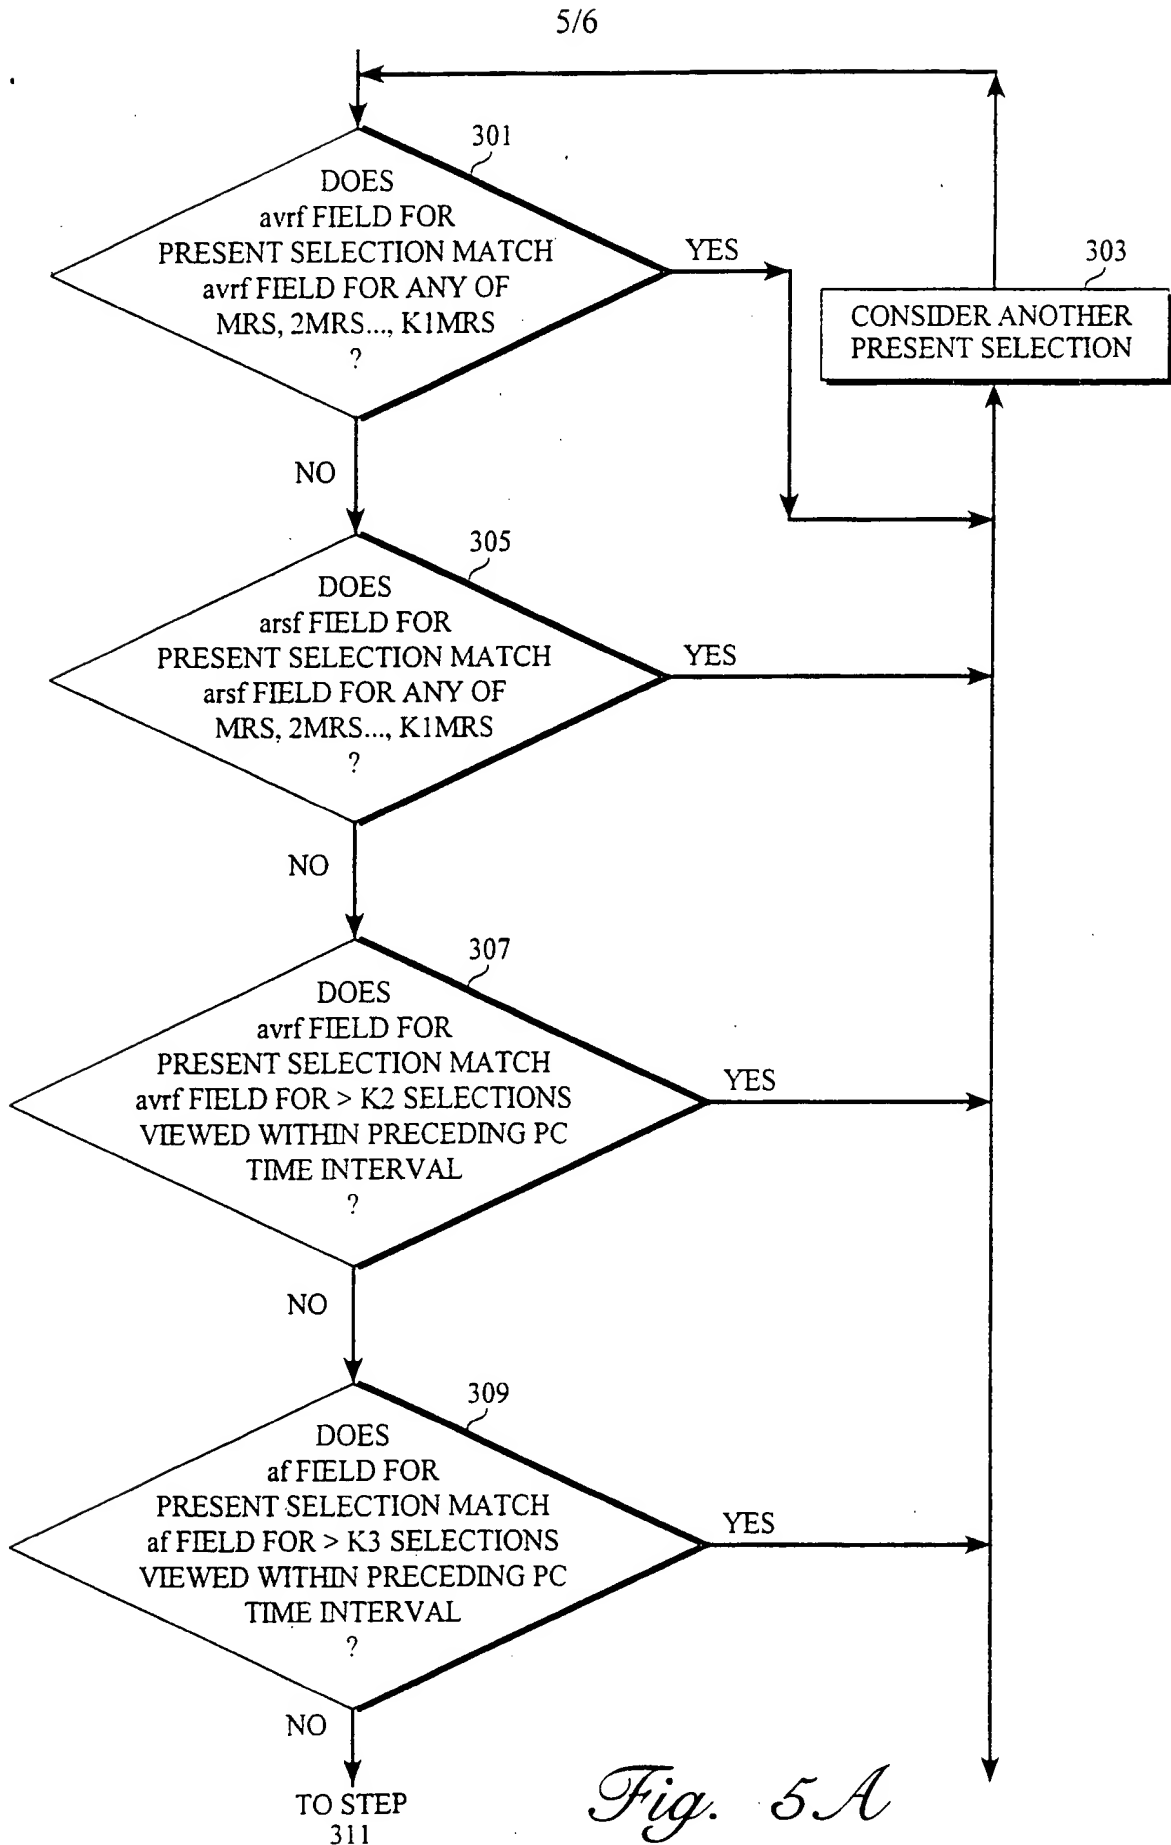 5/6
301
DOES
avrf FIELD FOR
PRESENT SELECTION MATCH
avrf FIELD FOR ANY OF
MRS, 2MRS..., K1MRS
?
YES
303
CONSIDER ANOTHER
PRESENT SELECTION
NO
305
DOES
arsf FIELD FOR
PRESENT SELECTION MATCH
arsf FIELD FOR ANY OF
MRS, 2MRS..., K1MRS
?
YES
NO
307
DOES
avrf FIELD FOR
PRESENT SELECTION MATCH
avrf FIELD FOR > K2 SELECTIONS
VIEWED WITHIN PRECEDING PC
TIME INTERVAL
?
YES
NO
309
DOES
af FIELD FOR
PRESENT SELECTION MATCH
af FIELD FOR > K3 SELECTIONS
VIEWED WITHIN PRECEDING PC
TIME INTERVAL
?
YES
NO
TO STEP
311
Fig. 5A